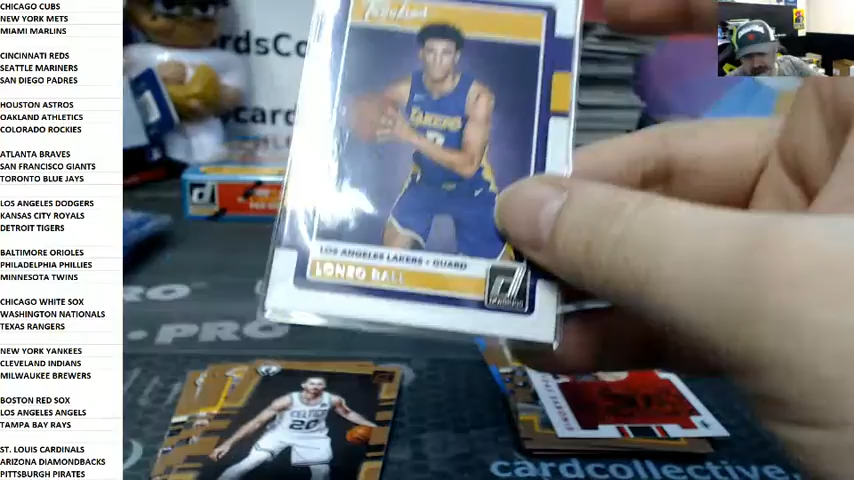 CHICAGO CUBS
NEW YORK METS
MIAMI MARLINS
CINCINNATI REDS
SEATTLE MARINERS
SAN DIEGO PADRES
HOUSTON ASTROS
OAKLAND ATHLETICS
COLORADO ROCKIES
ATLANTA BRAVES
SAN FRANCISCO GIANTS
TORONTO BLUE JAYS
LOS ANGELES DODGERS
KANSAS CITY ROYALS
DETROIT TIGERS
BALTIMORE ORIOLES
PHILADELPHIA PHILLIES
MINNESOTA TWINS
CHICAGO WHITE SOX
WASHINGTON NATIONALS
TEXAS RANGERS
NEW YORK YANKEES
CLEVELAND INDIANS
MILWAUKEE BREWERS
BOSTON RED SOX
LOS ANGELES ANGELS
TAMPA BAY RAYS
ST. LOUIS CARDINALS
ARIZONA DIAMONDBACKS
PITTSBURGH PIRATES
LAKERS
LOS ANGELES LAKERS • GUARD
LONZO BALL
CELTICS
20
PRO
cardcollective.